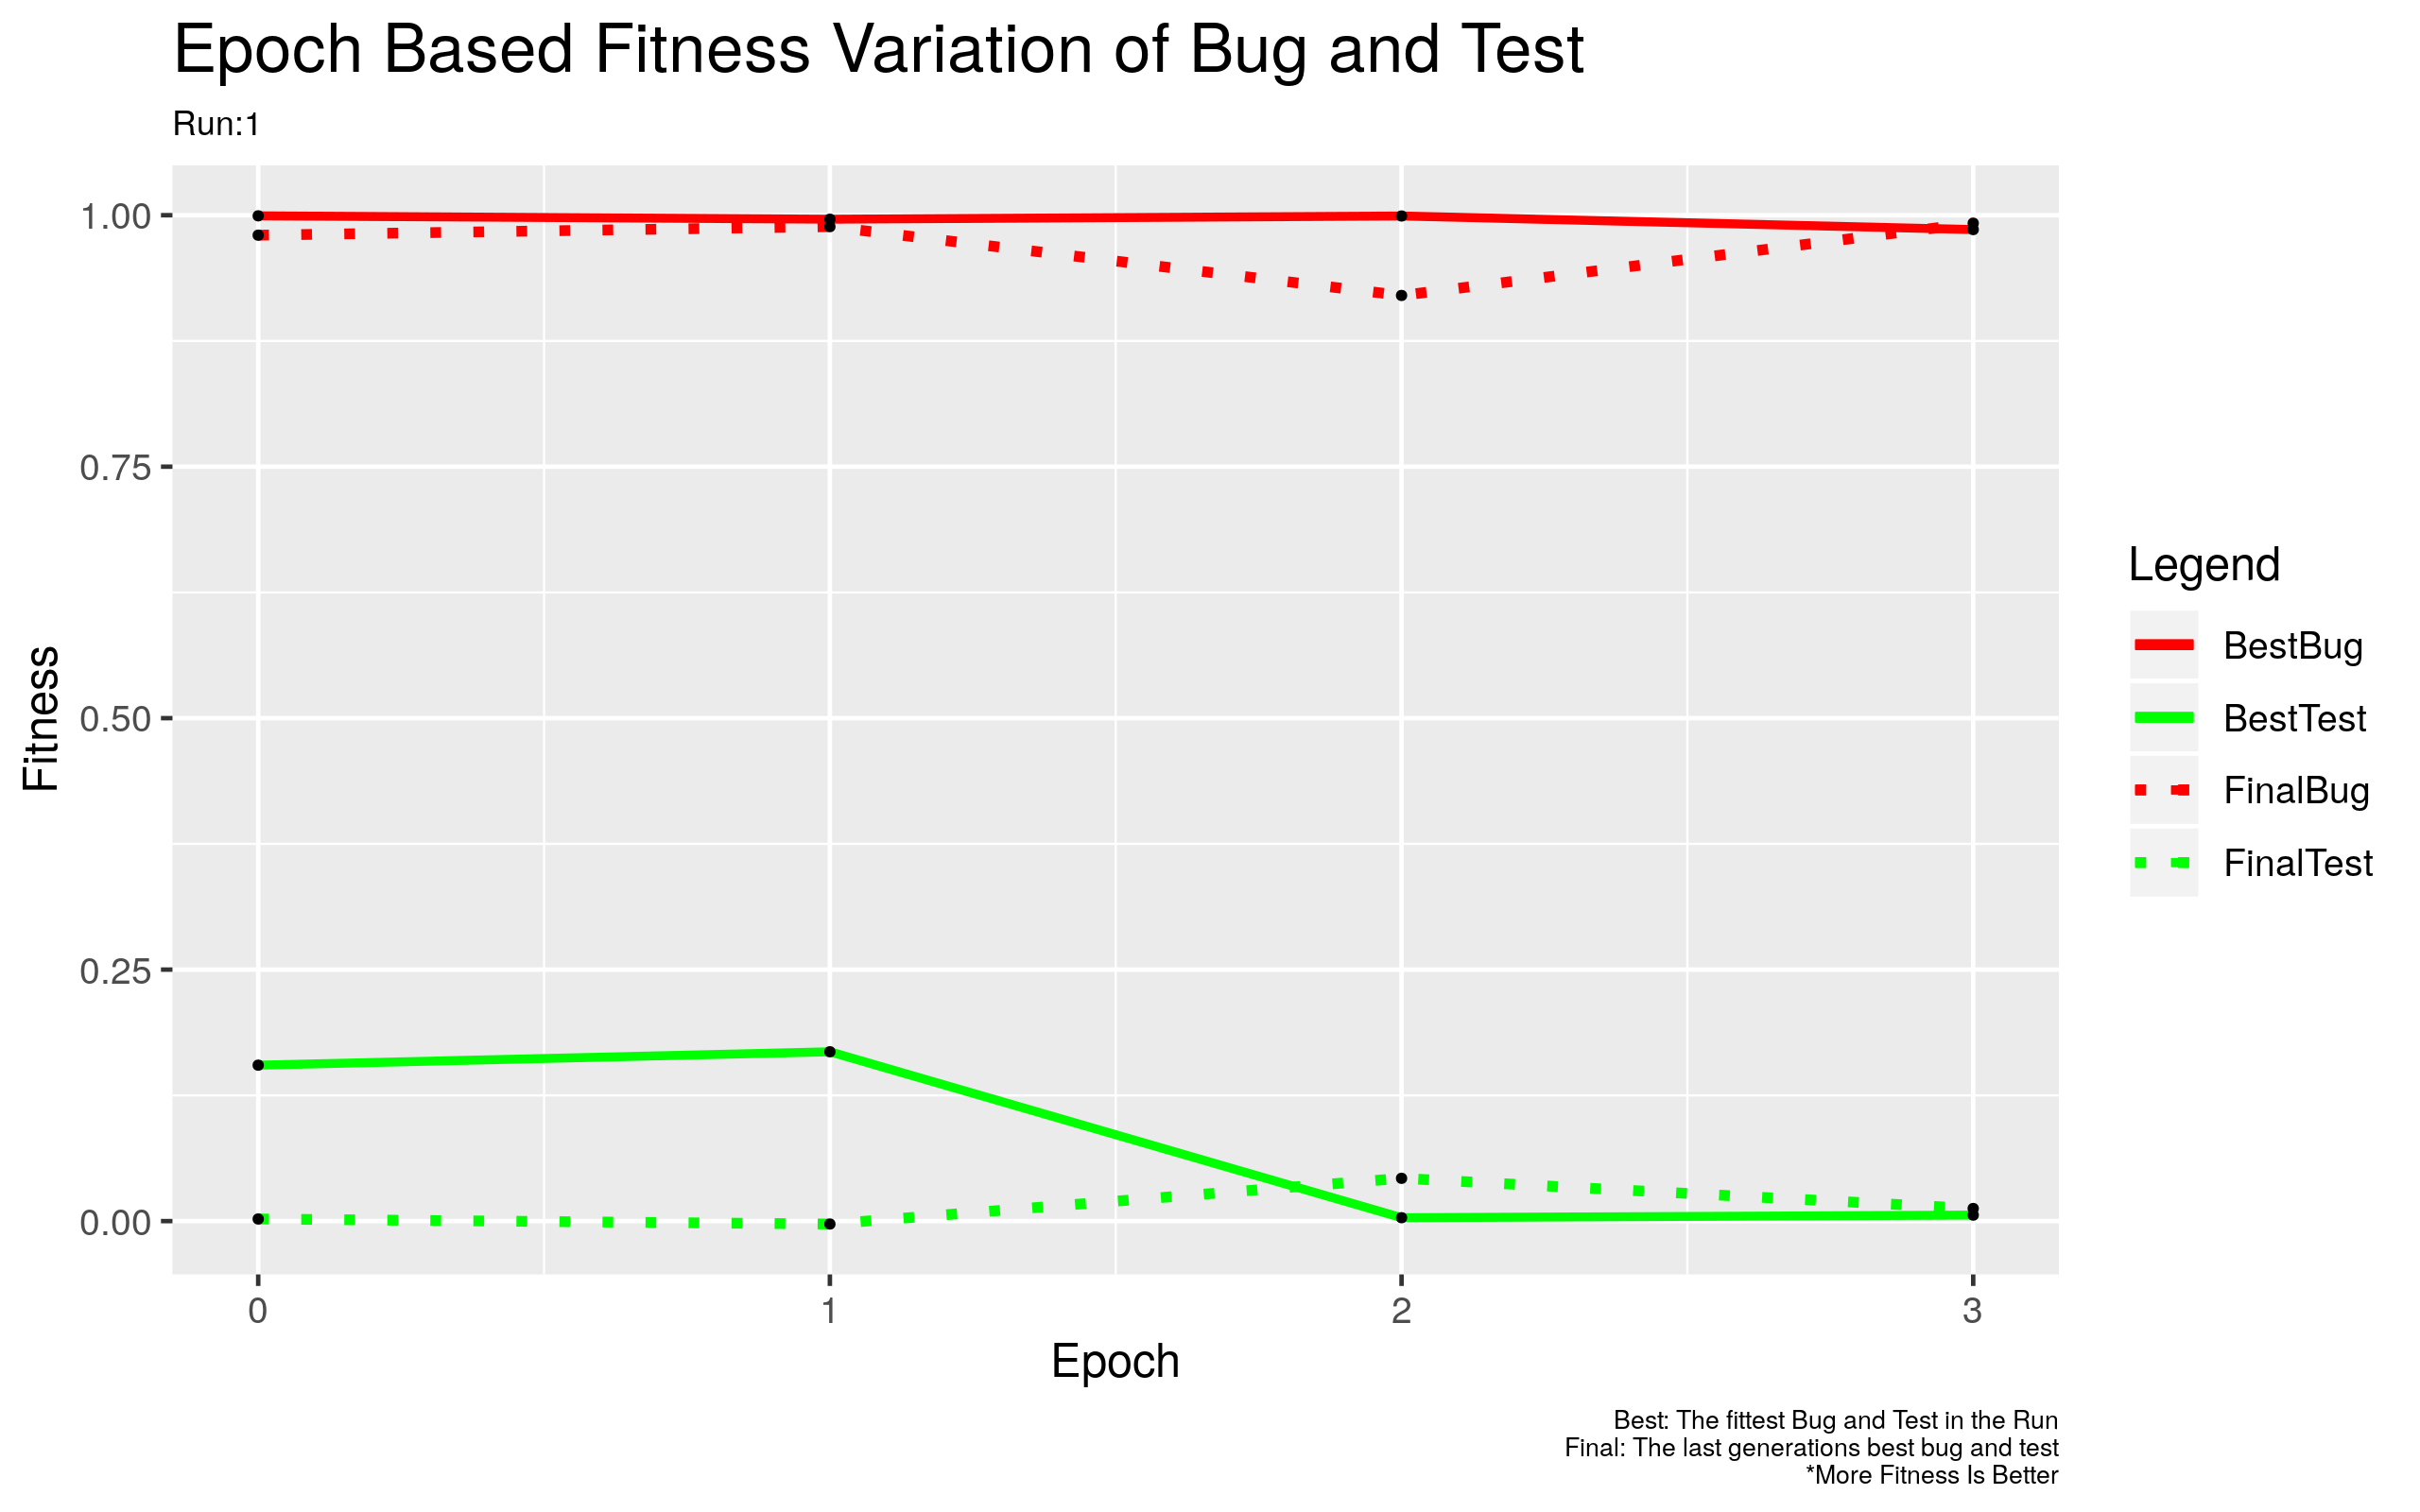 Epoch Based Fitness Variation of Bug and Test
Run:1
1.00
0.75
0.50
0.25
0.00
Fitness
0 1 2 3
Epoch
Legend
BestBug
BestTest
FinalBug
FinalTest
Best: The fittest Bug and Test in the Run
Final: The last generations best bug and test
*More Fitness Is Better